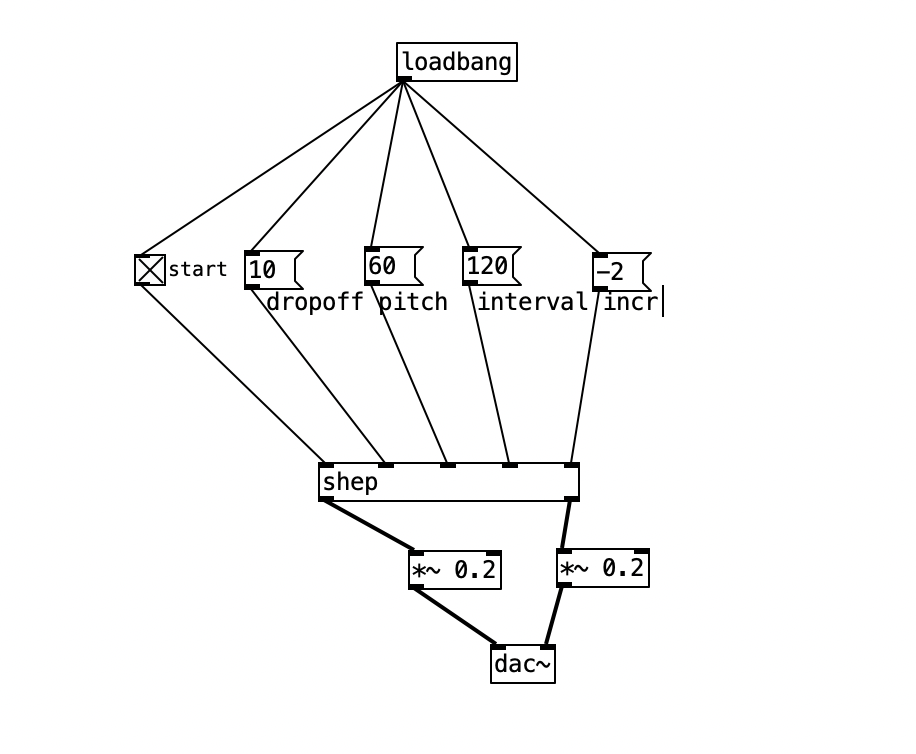 loadbang
start
10
60
120
-2
dropoff pitch
interval incr
shep
*~ 0.2
*~ 0.2
dac~